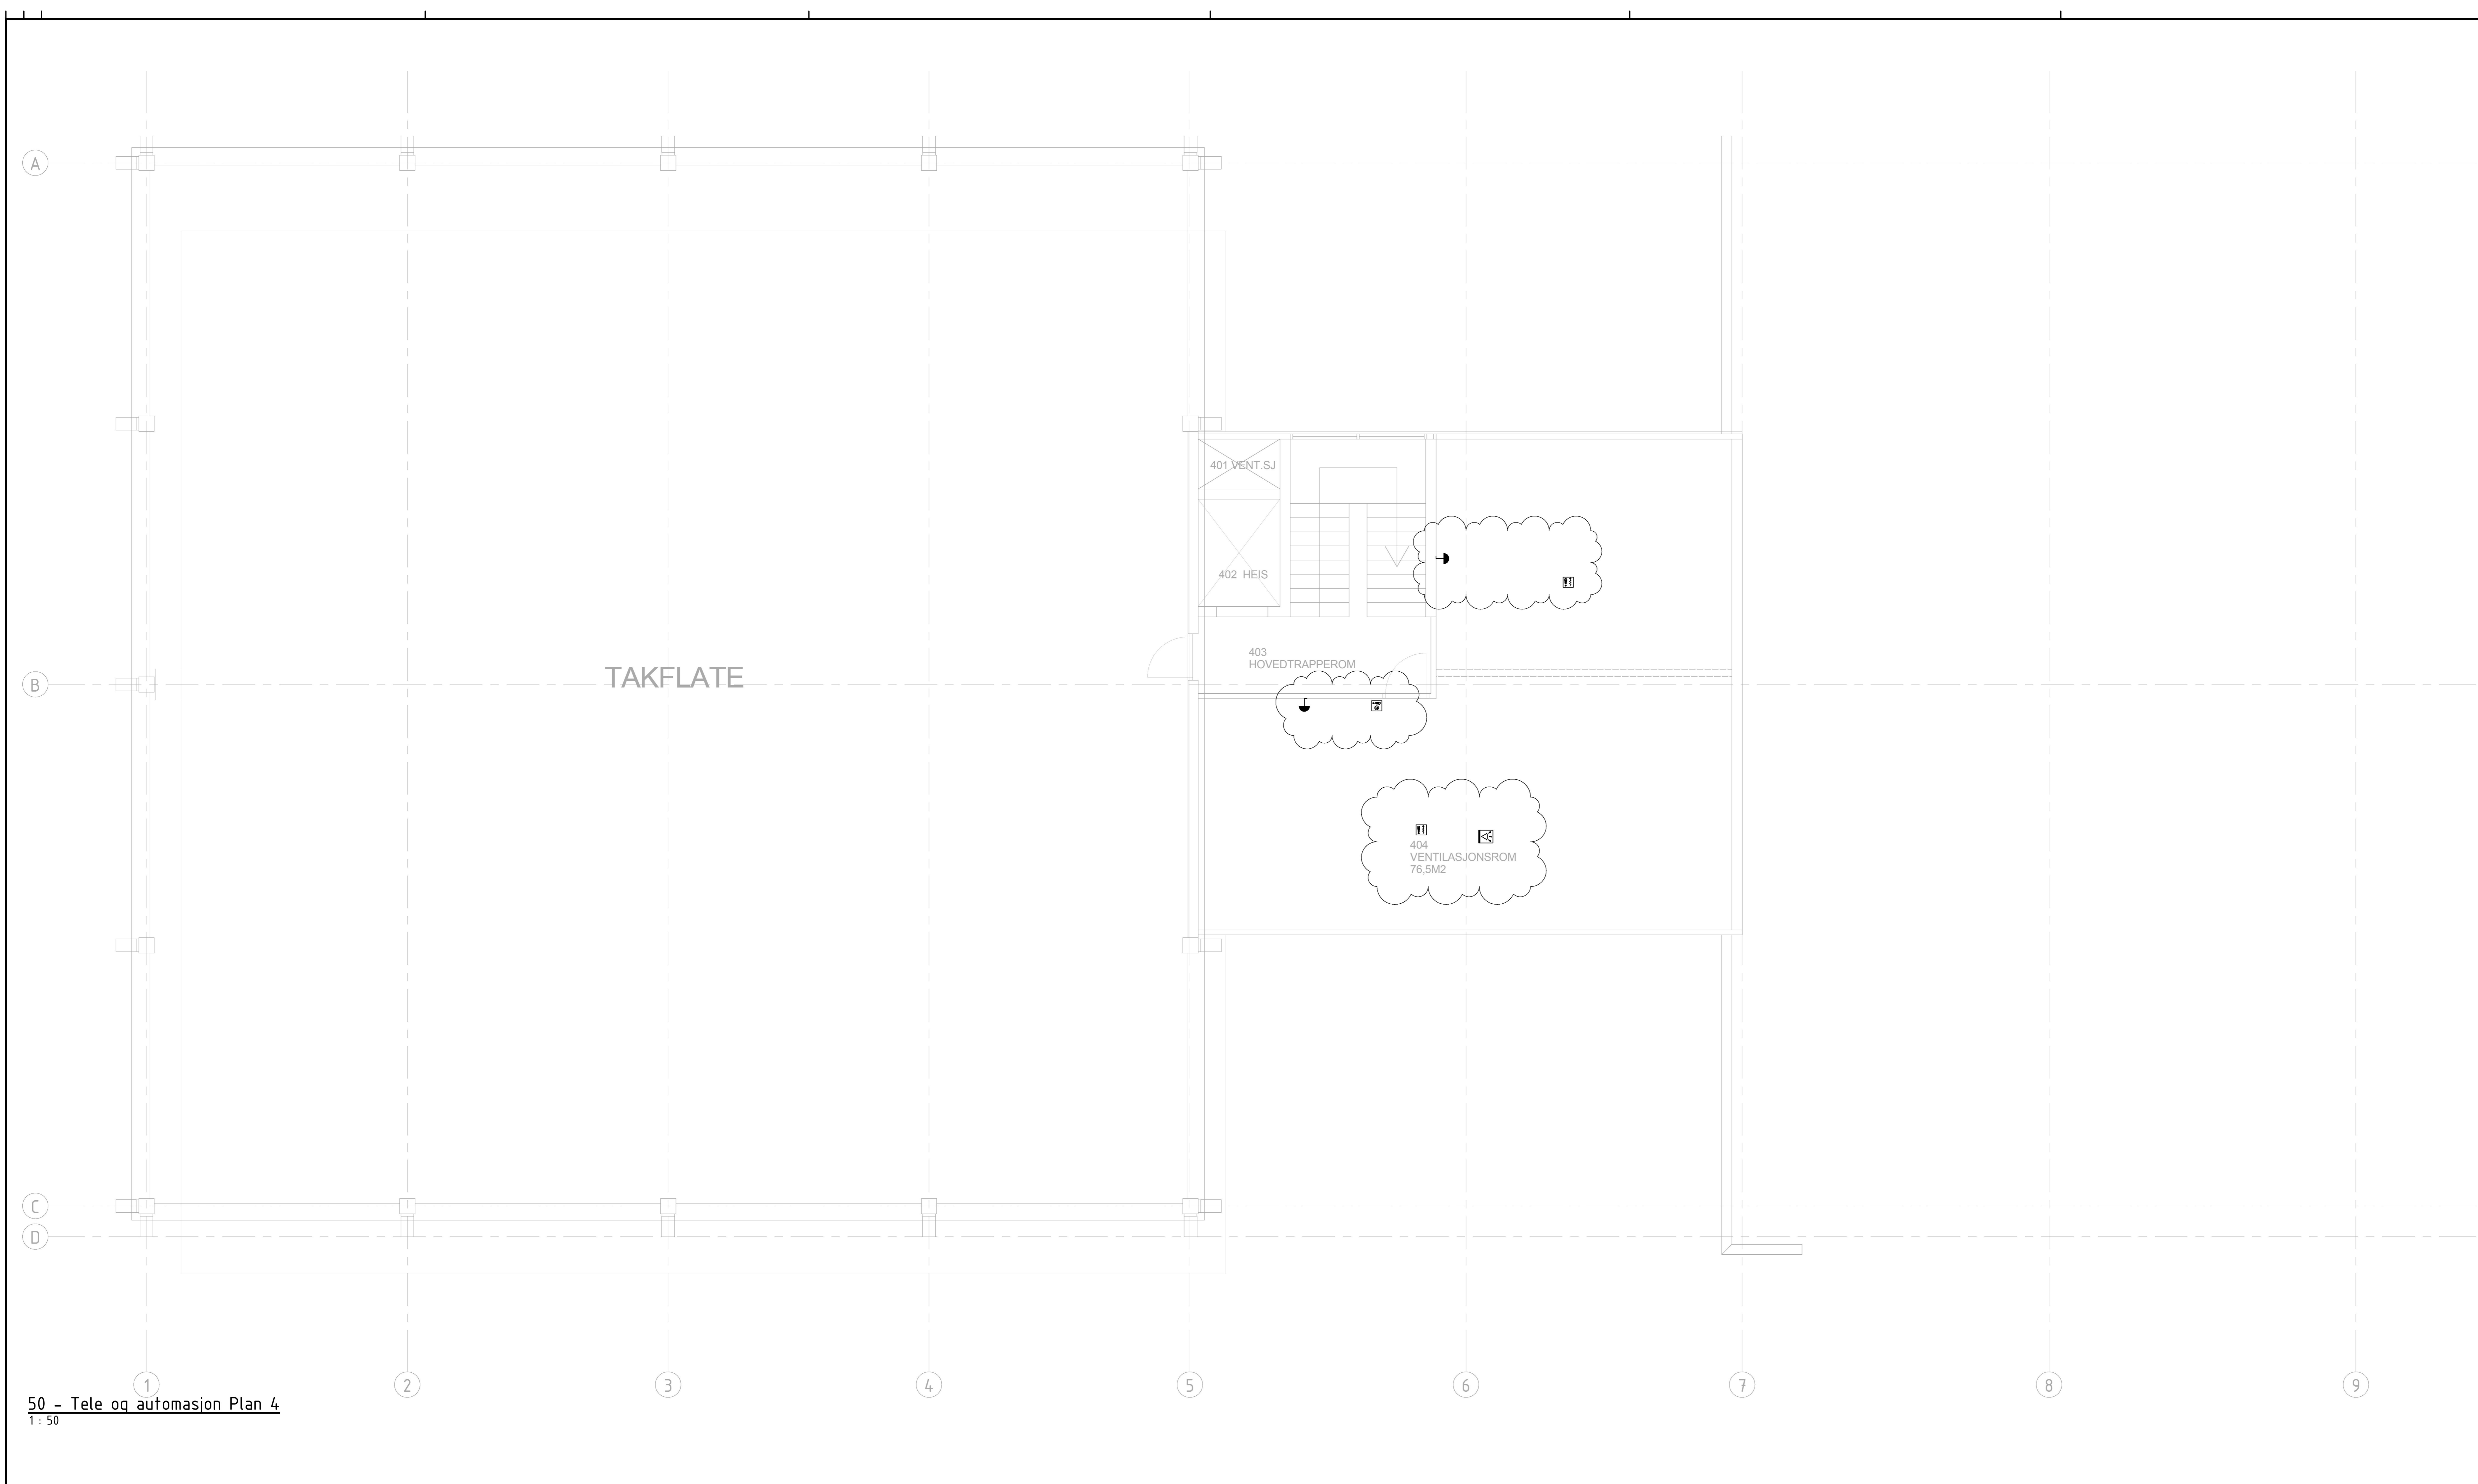 A
401 VENT.SJ
402 HEIS
403
HOVEDTRAPPEROM
TAKFLATE
B
404
VENTILASJONSROM
76,5M2
C
D
1 2 3 4 5 6 7 8 9
50 - Tele og automasjon Plan 4
1 : 50